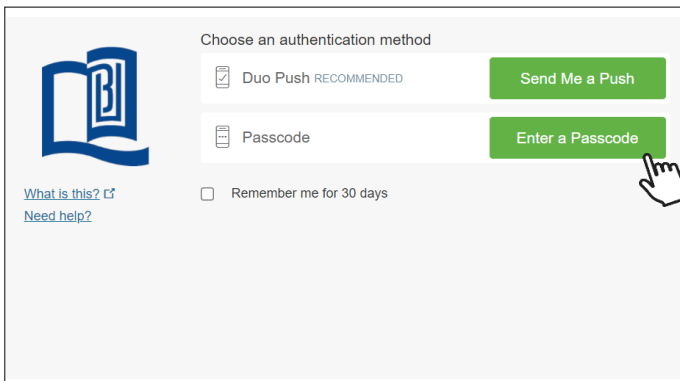 Choose an authentication method
Duo Push RECOMMENDED
Send Me a Push
Passcode
Enter a Passcode
What is this?
Remember me for 30 days
Need help?